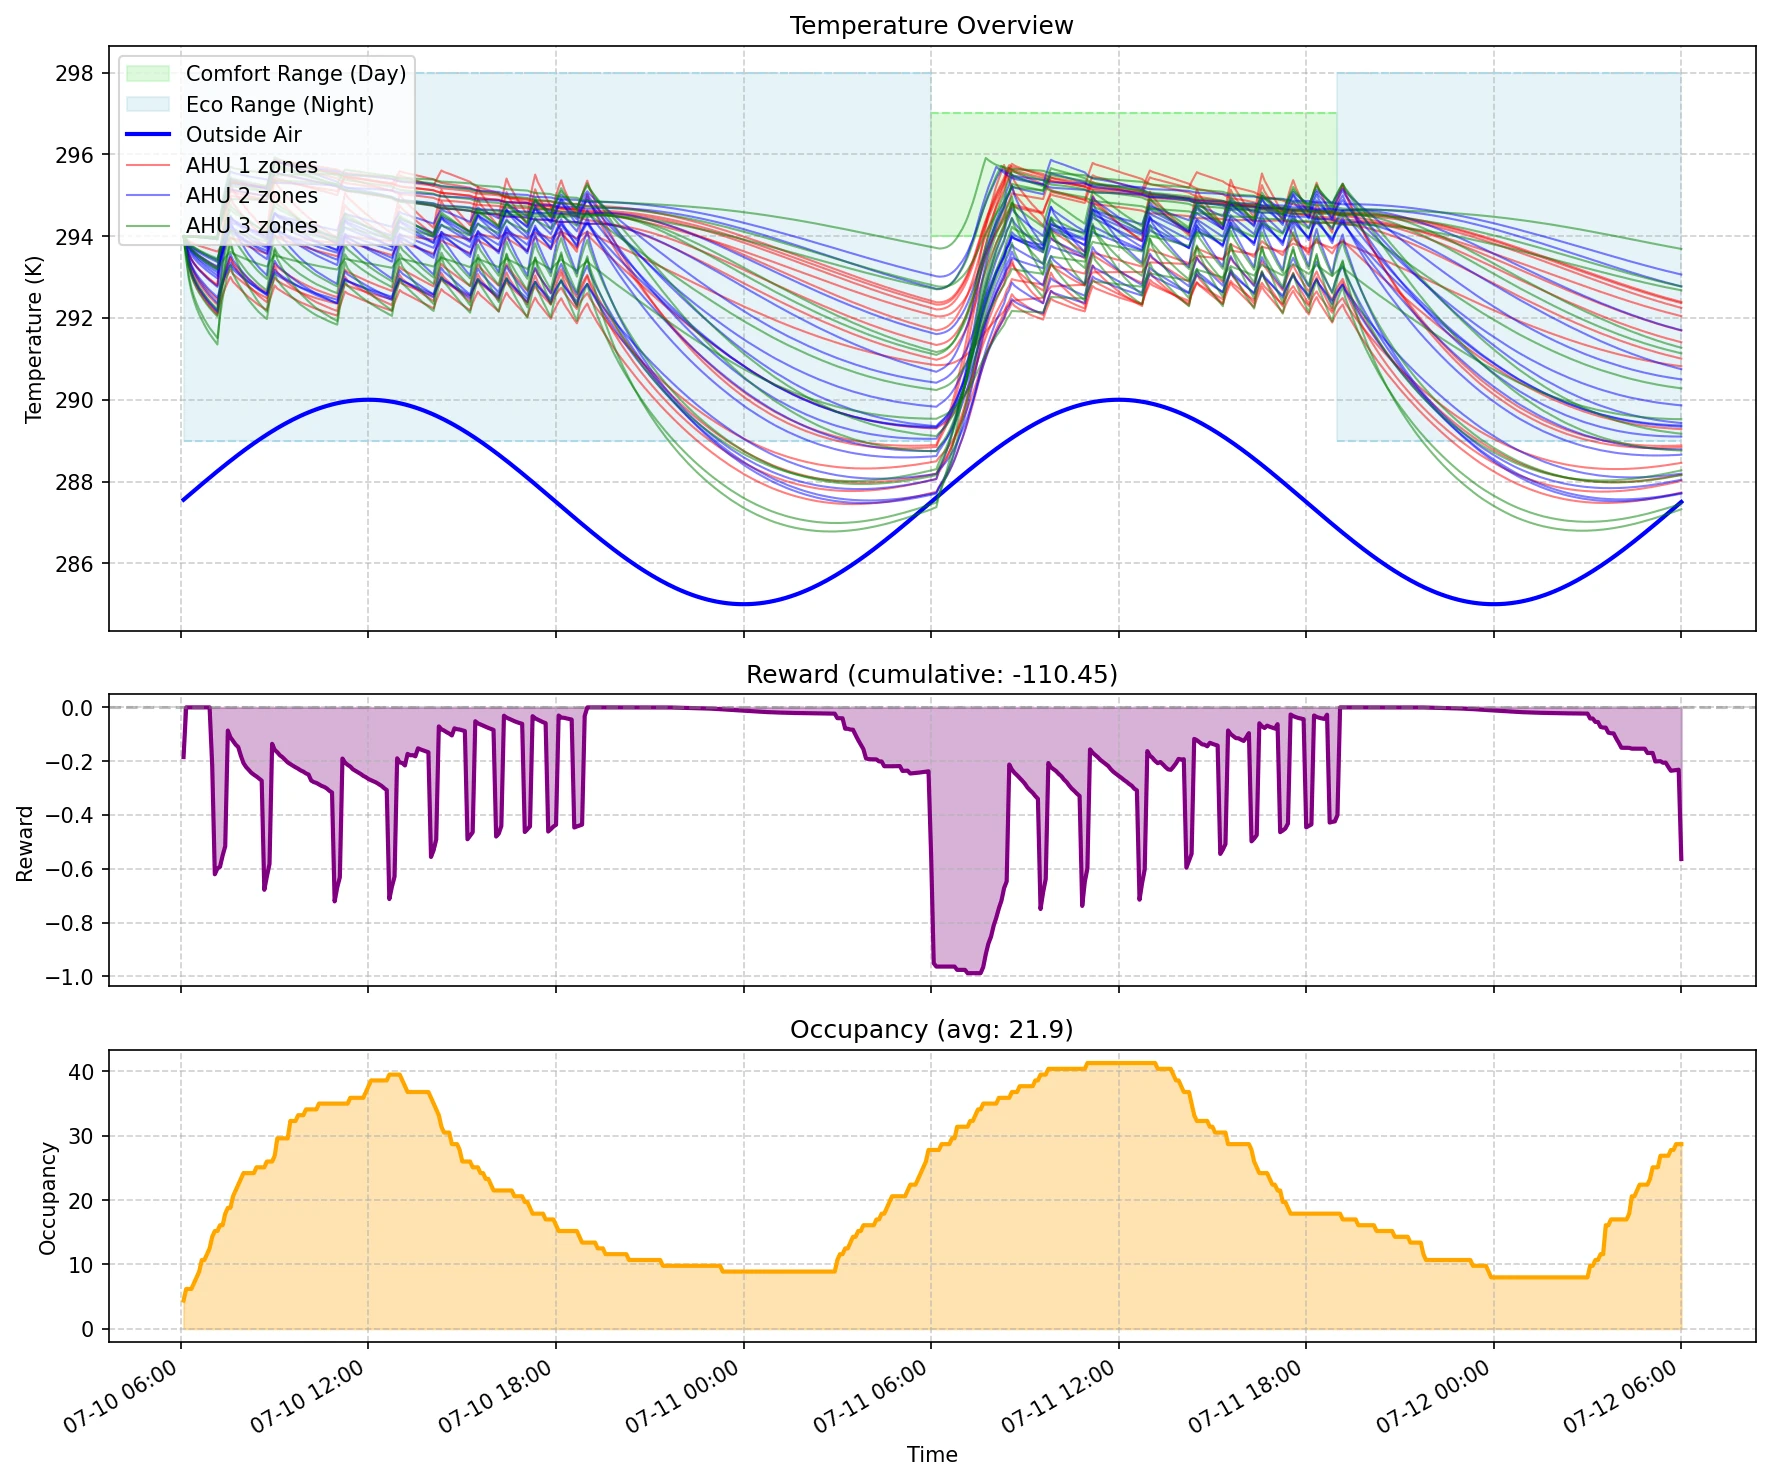 Temperature Overview
298
296
294
292
290
288
286
Temperature (K)
Comfort Range (Day)
Eco Range (Night)
Outside Air
AHU 1 zones
AHU 2 zones
AHU 3 zones
Reward (cumulative: -110.45)
0.0
−0.2
−0.4
−0.6
−0.8
−1.0
Reward
Occupancy (avg: 21.9)
40
30
20
10
0
Occupancy
07-10 06:00
07-10 12:00
07-10 18:00
07-11 00:00
07-11 06:00
07-11 12:00
07-11 18:00
07-12 00:00
07-12 06:00
Time